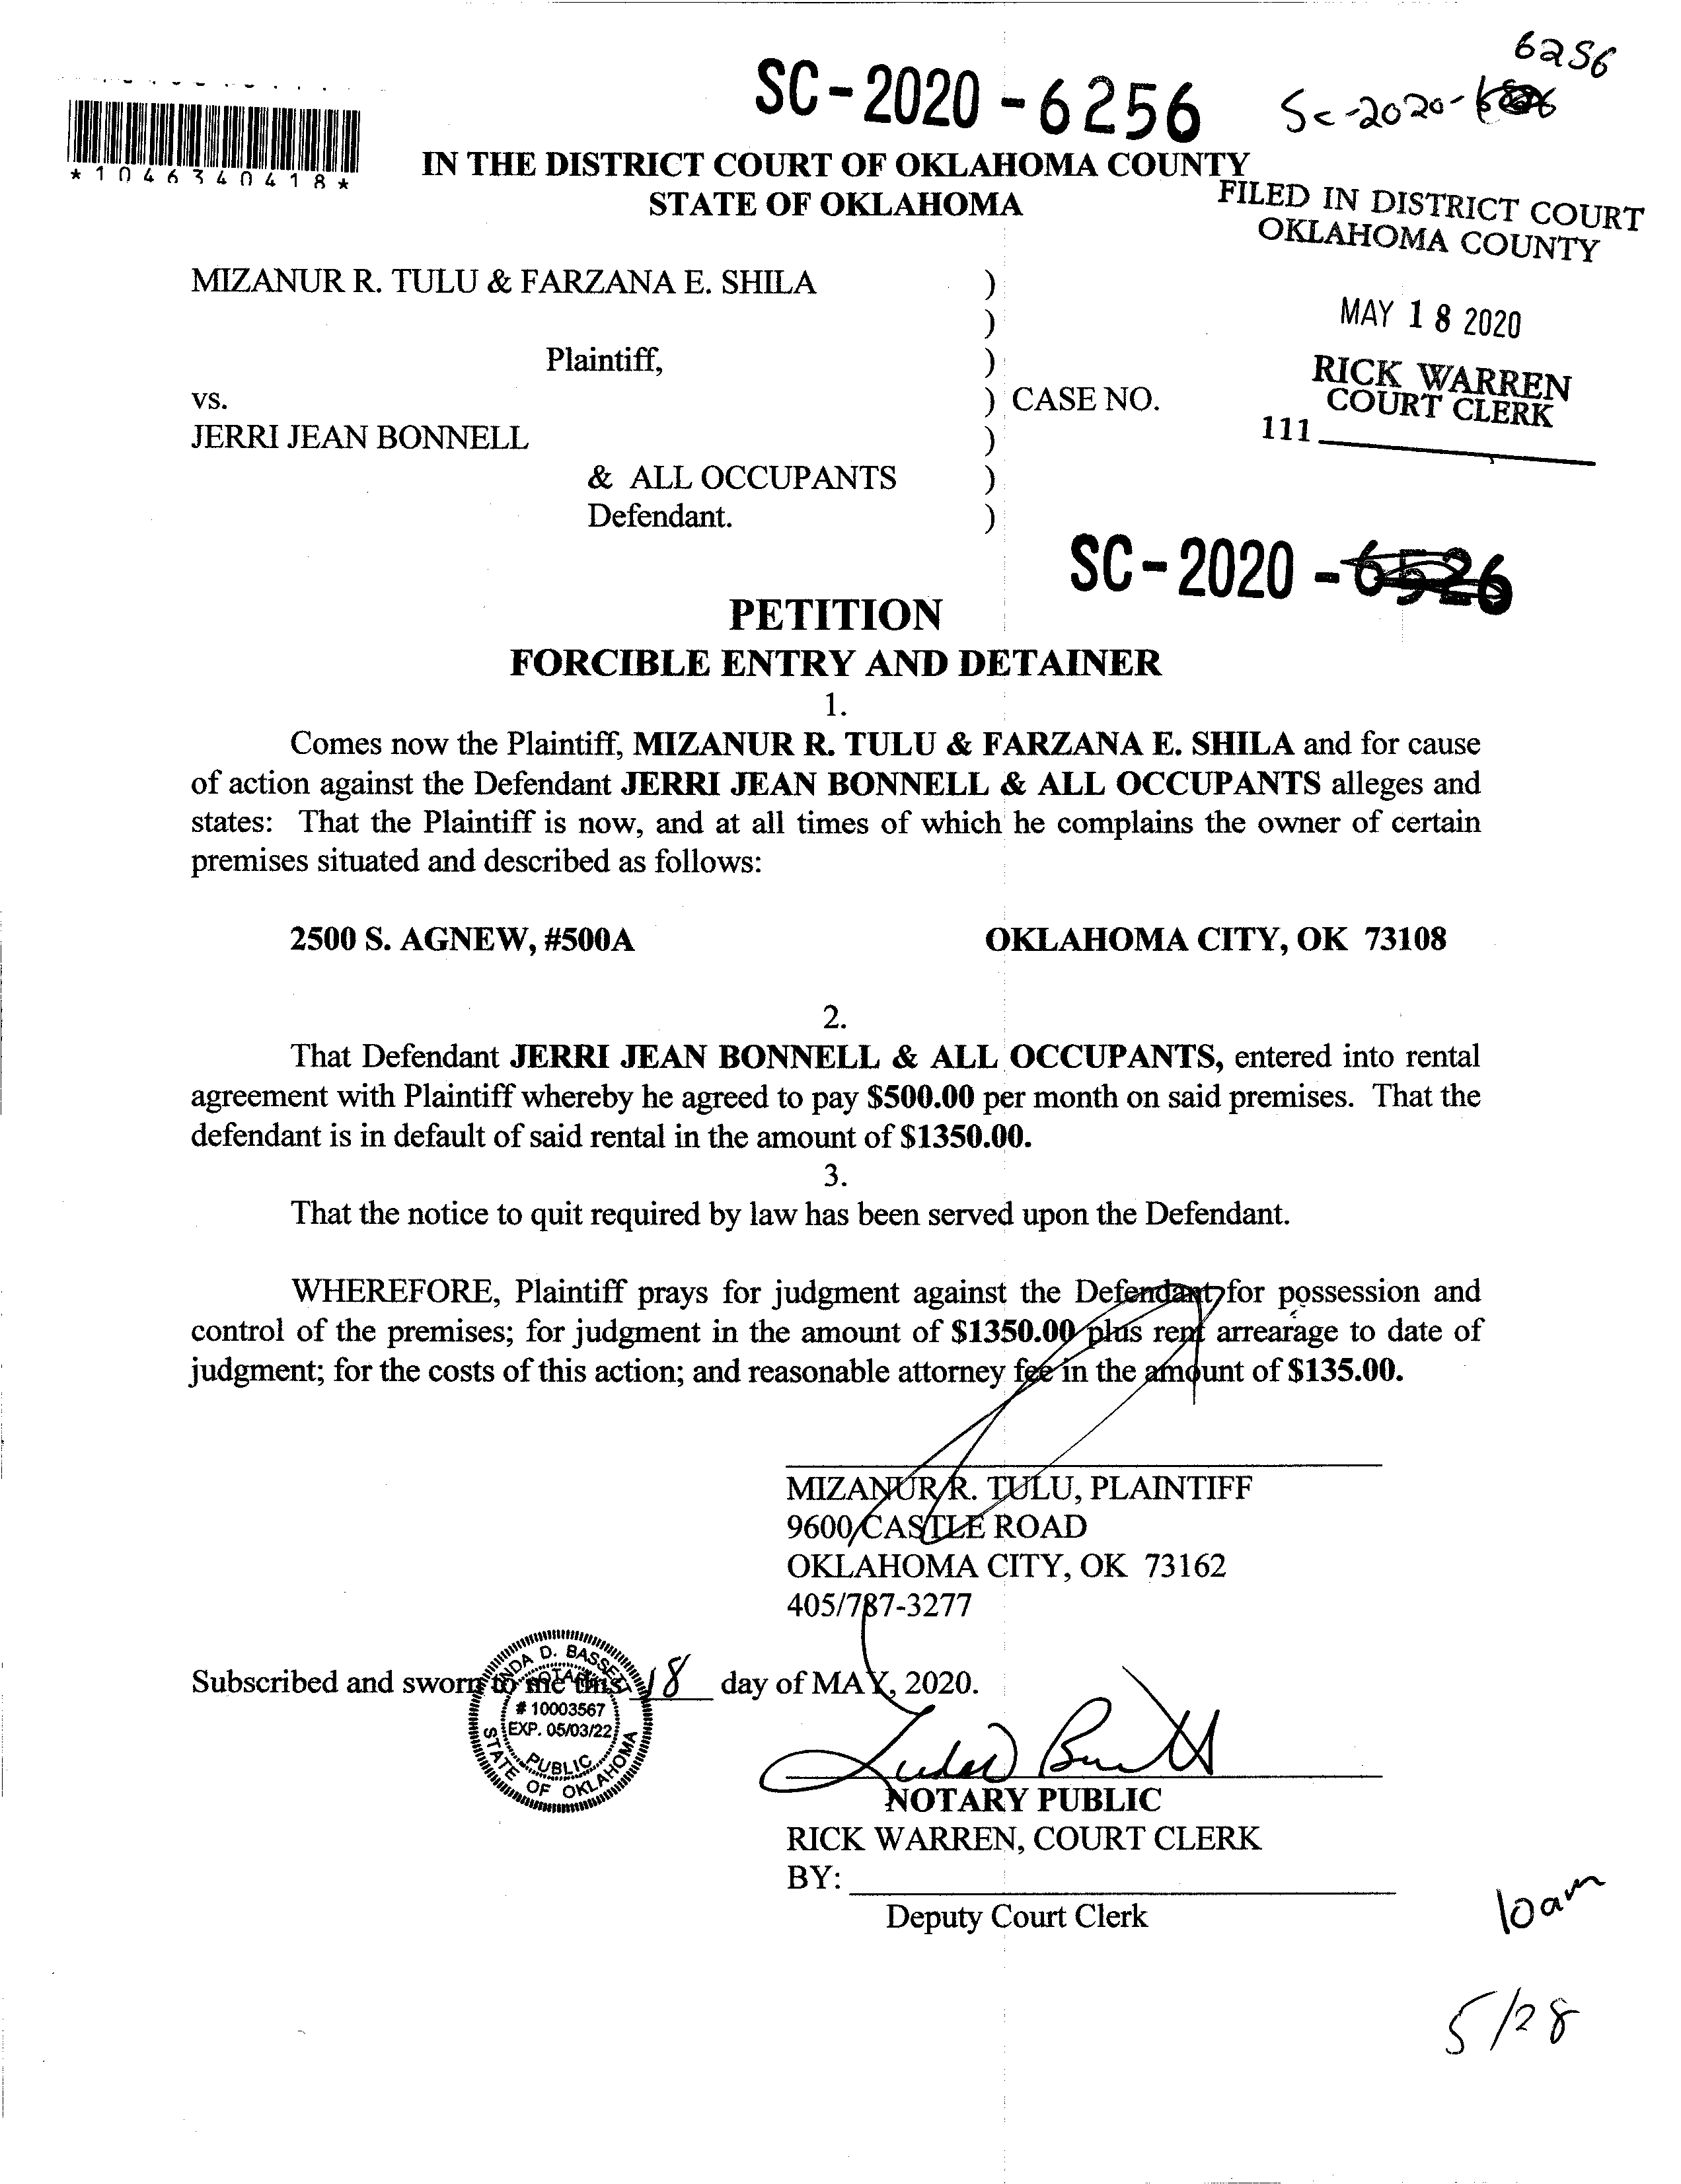 6256
SC-2020-6256
Sc-2020-
*1046340418*
IN THE DISTRICT COURT OF OKLAHOMA COUNTY
STATE OF OKLAHOMA
FILED IN DISTRICT COURT
OKLAHOMA COUNTY
MIZANUR R. TULU & FARZANA E. SHILA )
)
MAY 18 2020
Plaintiff, )
RICK WARREN
COURT CLERK
vs. ) CASE NO.
111
JERRI JEAN BONNELL )
& ALL OCCUPANTS )
Defendant. )
SC-2020-6526
PETITION
FORCIBLE ENTRY AND DETAINER
1.
Comes now the Plaintiff, MIZANUR R. TULU & FARZANA E. SHILA and for cause
of action against the Defendant JERRI JEAN BONNELL & ALL OCCUPANTS alleges and
states: That the Plaintiff is now, and at all times of which he complains the owner of certain
premises situated and described as follows:
2500 S. AGNEW, #500A OKLAHOMA CITY, OK 73108
2.
That Defendant JERRI JEAN BONNELL & ALL OCCUPANTS, entered into rental
agreement with Plaintiff whereby he agreed to pay $500.00 per month on said premises. That the
defendant is in default of said rental in the amount of $1350.00.
3.
That the notice to quit required by law has been served upon the Defendant.
WHEREFORE, Plaintiff prays for judgment against the Defendant for possession and
control of the premises; for judgment in the amount of $1350.00 plus rent arrearage to date of
judgment; for the costs of this action; and reasonable attorney fee in the amount of $135.00.
MIZANUR R. TULU, PLAINTIFF
9600 CASTLE ROAD
OKLAHOMA CITY, OK 73162
405/787-3277
Subscribed and sworn to me this 18 day of MAY, 2020.
D. BASSETT
NOTARY
# 10003567
EXP. 05/03/22
PUBLIC
STATE OF OKLAHOMA
NOTARY PUBLIC
RICK WARREN, COURT CLERK
BY:
Deputy Court Clerk
10am
5/28